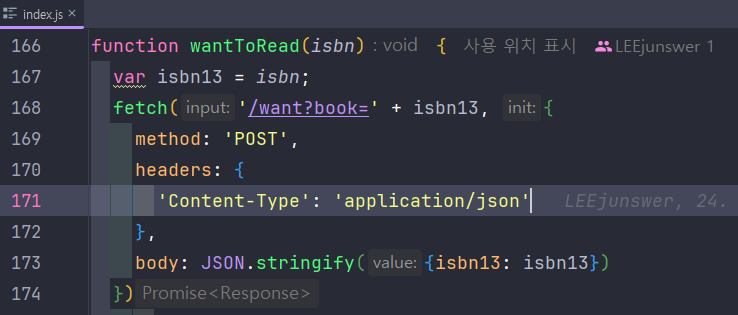 index.js ×
166 function wantToRead(isbn) : void { 사용 위치 표시 LEEjunswer 1
167 var isbn13 = isbn;
168 fetch( input: '/want?book=' + isbn13, init: {
169 method: 'POST',
170 headers: {
171 'Content-Type': 'application/json' LEEjunswer, 24.
172 },
173 body: JSON.stringify( value: {isbn13: isbn13})
174 }) Promise<Response>